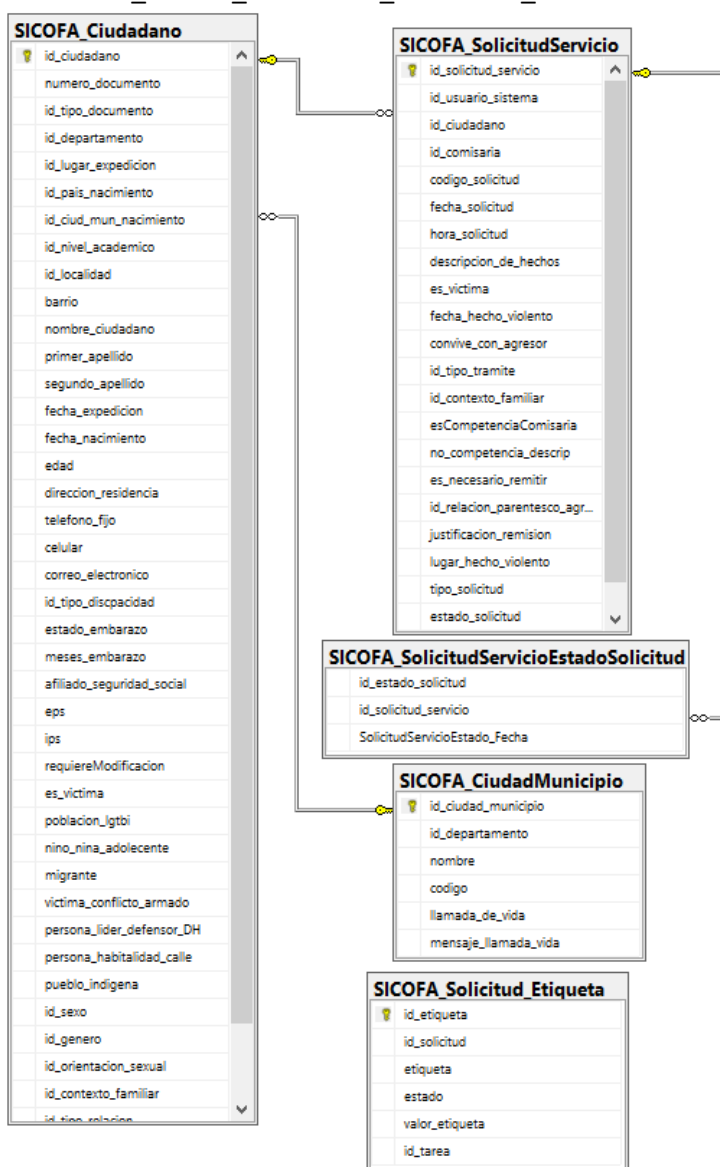 SICOFA_Ciudadano
id_ciudadano
numero_documento
id_tipo_documento
id_departamento
id_lugar_expedicion
id_pais_nacimiento
id_ciud_mun_nacimiento
id_nivel_academico
id_localidad
barrio
nombre_ciudadano
primer_apellido
segundo_apellido
fecha_expedicion
fecha_nacimiento
edad
direccion_residencia
telefono_fijo
celular
correo_electronico
id_tipo_discpacidad
estado_embarazo
meses_embarazo
afiliado_seguridad_social
eps
ips
requiereModificacion
es_victima
poblacion_lgtbi
nino_nina_adolecente
migrante
victima_conflicto_armado
persona_lider_defensor_DH
persona_habitalidad_calle
pueblo_indigena
id_sexo
id_genero
id_orientacion_sexual
id_contexto_familiar
id_tipo_relacion
SICOFA_SolicitudServicio
id_solicitud_servicio
id_usuario_sistema
id_ciudadano
id_comisaria
codigo_solicitud
fecha_solicitud
hora_solicitud
descripcion_de_hechos
es_victima
fecha_hecho_violento
convive_con_agresor
id_tipo_tramite
id_contexto_familiar
esCompetenciaComisaria
no_competencia_descrip
es_necesario_remitir
id_relacion_parentesco_agr...
justificacion_remision
lugar_hecho_violento
tipo_solicitud
estado_solicitud
SICOFA_SolicitudServicioEstadoSolicitud
id_estado_solicitud
id_solicitud_servicio
SolicitudServicioEstado_Fecha
SICOFA_CiudadMunicipio
id_ciudad_municipio
id_departamento
nombre
codigo
llamada_de_vida
mensaje_llamada_vida
SICOFA_Solicitud_Etiqueta
id_etiqueta
id_solicitud
etiqueta
estado
valor_etiqueta
id_tarea